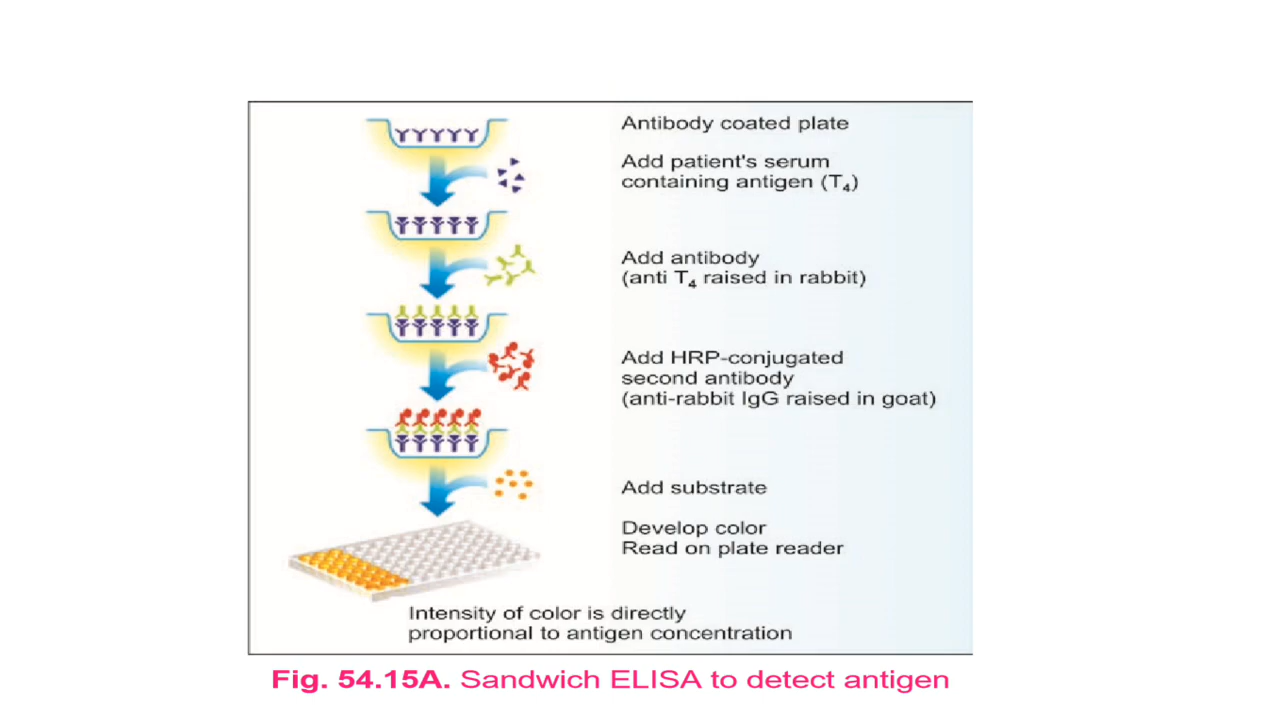 Antibody coated plate
Add patient's serum
containing antigen (T₄)
Add antibody
(anti T₄ raised in rabbit)
Add HRP-conjugated
second antibody
(anti-rabbit IgG raised in goat)
Add substrate
Develop color
Read on plate reader
Intensity of color is directly
proportional to antigen concentration
Fig. 54.15A. Sandwich ELISA to detect antigen